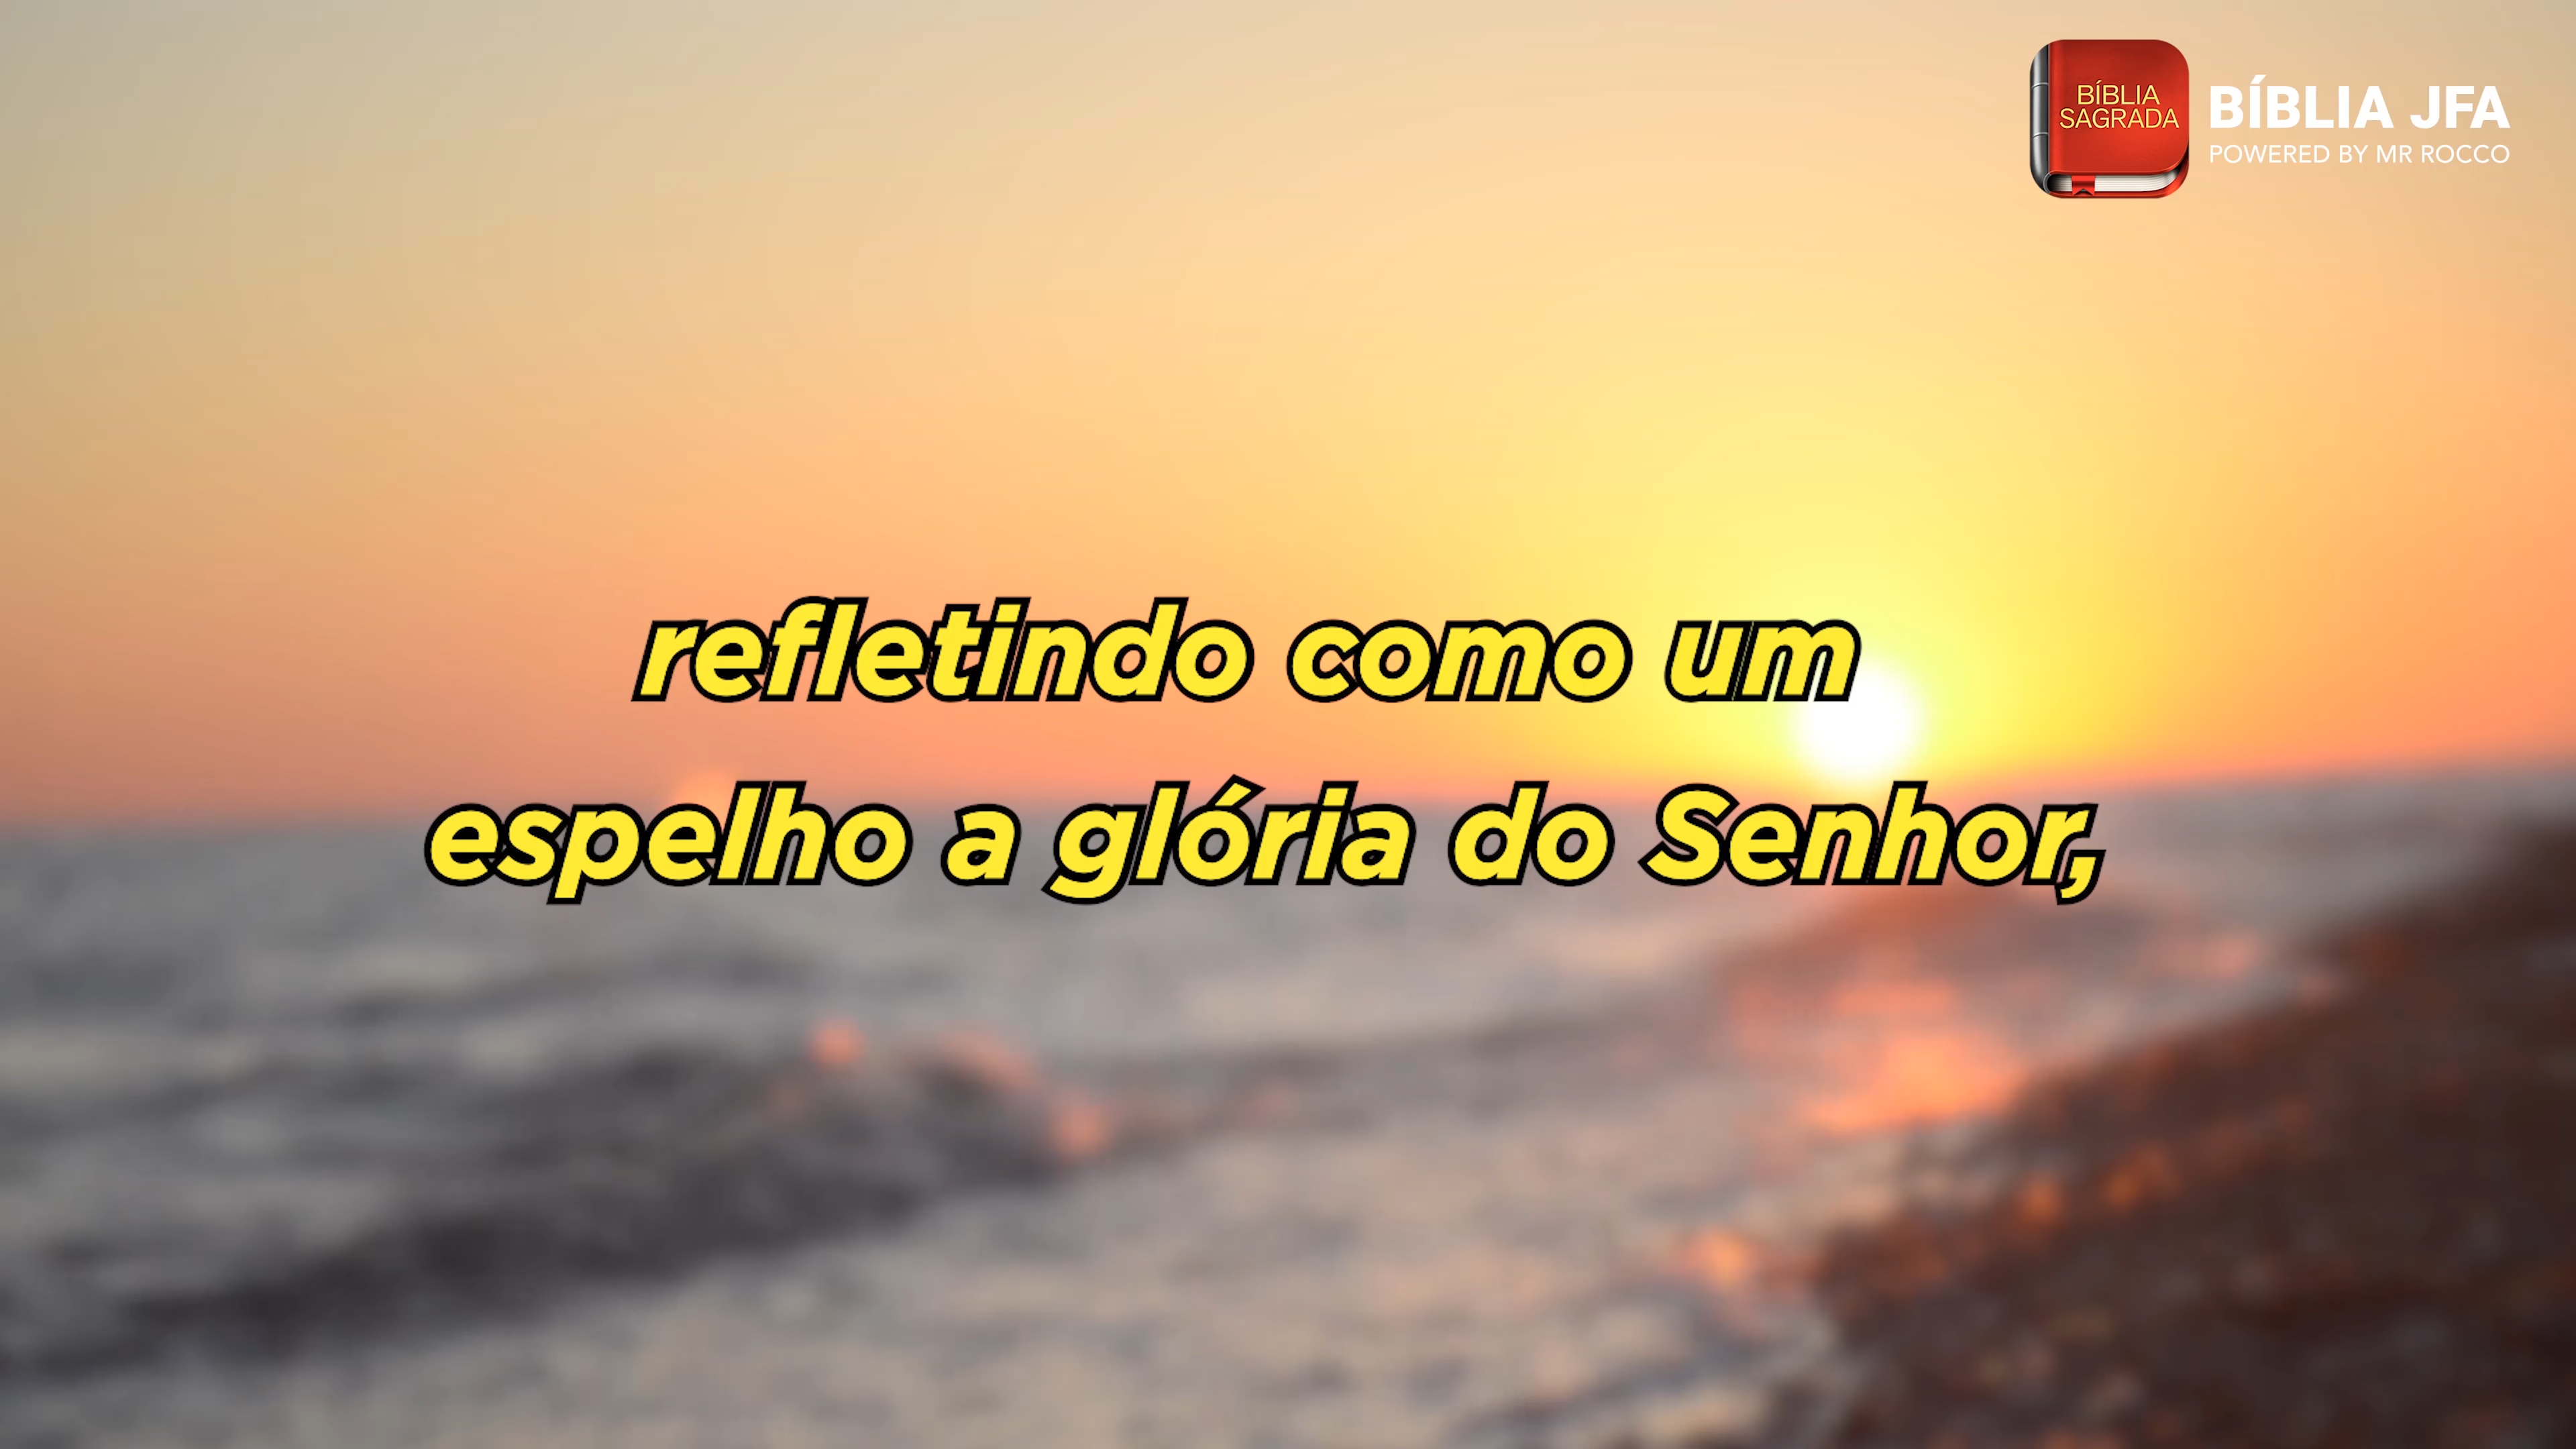 BÍBLIA
SAGRADA
BÍBLIA JFA
POWERED BY MR ROCCO
refletindo como um
espelho a glória do Senhor,